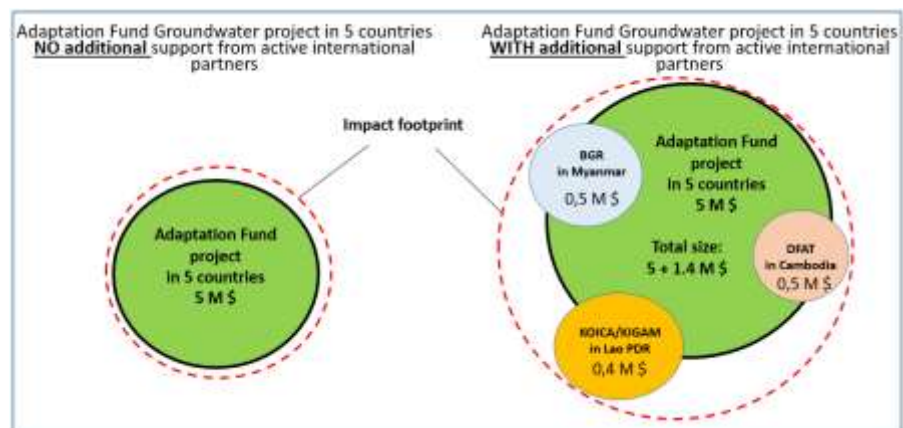 Adaptation Fund Groundwater project in 5 countries
NO additional support from active international
partners
Adaptation Fund Groundwater project in 5 countries
WITH additional support from active international
partners
Impact footprint
Adaptation Fund
project
in 5 countries
5 M $
BGR
in Myanmar
0,5 M $
Adaptation Fund
project
in 5 countries
5 M $
Total size:
5 + 1.4 M $
DFAT
in Cambodia
0,5 M $
KOICA/KIGAM
in Lao PDR
0,4 M $